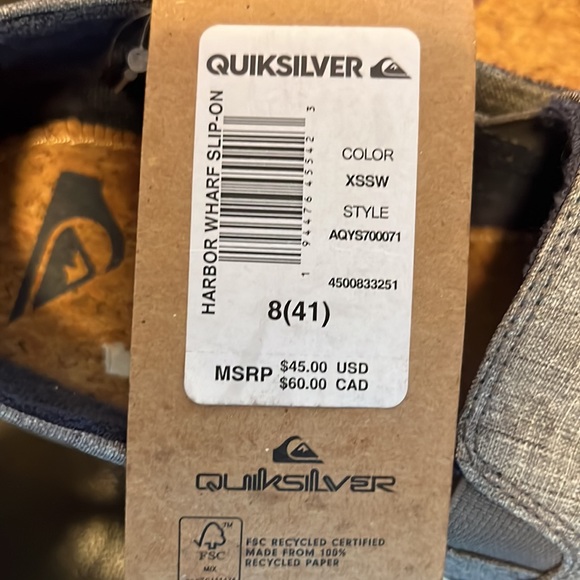 QUIKSILVER
HARBOR WHARF SLIP-ON
1 94476 45542 3
COLOR
XSSW
STYLE
AQYS700071
4500833251
8(41)
MSRP $45.00 USD
$60.00 CAD
QUIKSILVER
FSC
MIX
FSC RECYCLED CERTIFIED
MADE FROM 100%
RECYCLED PAPER